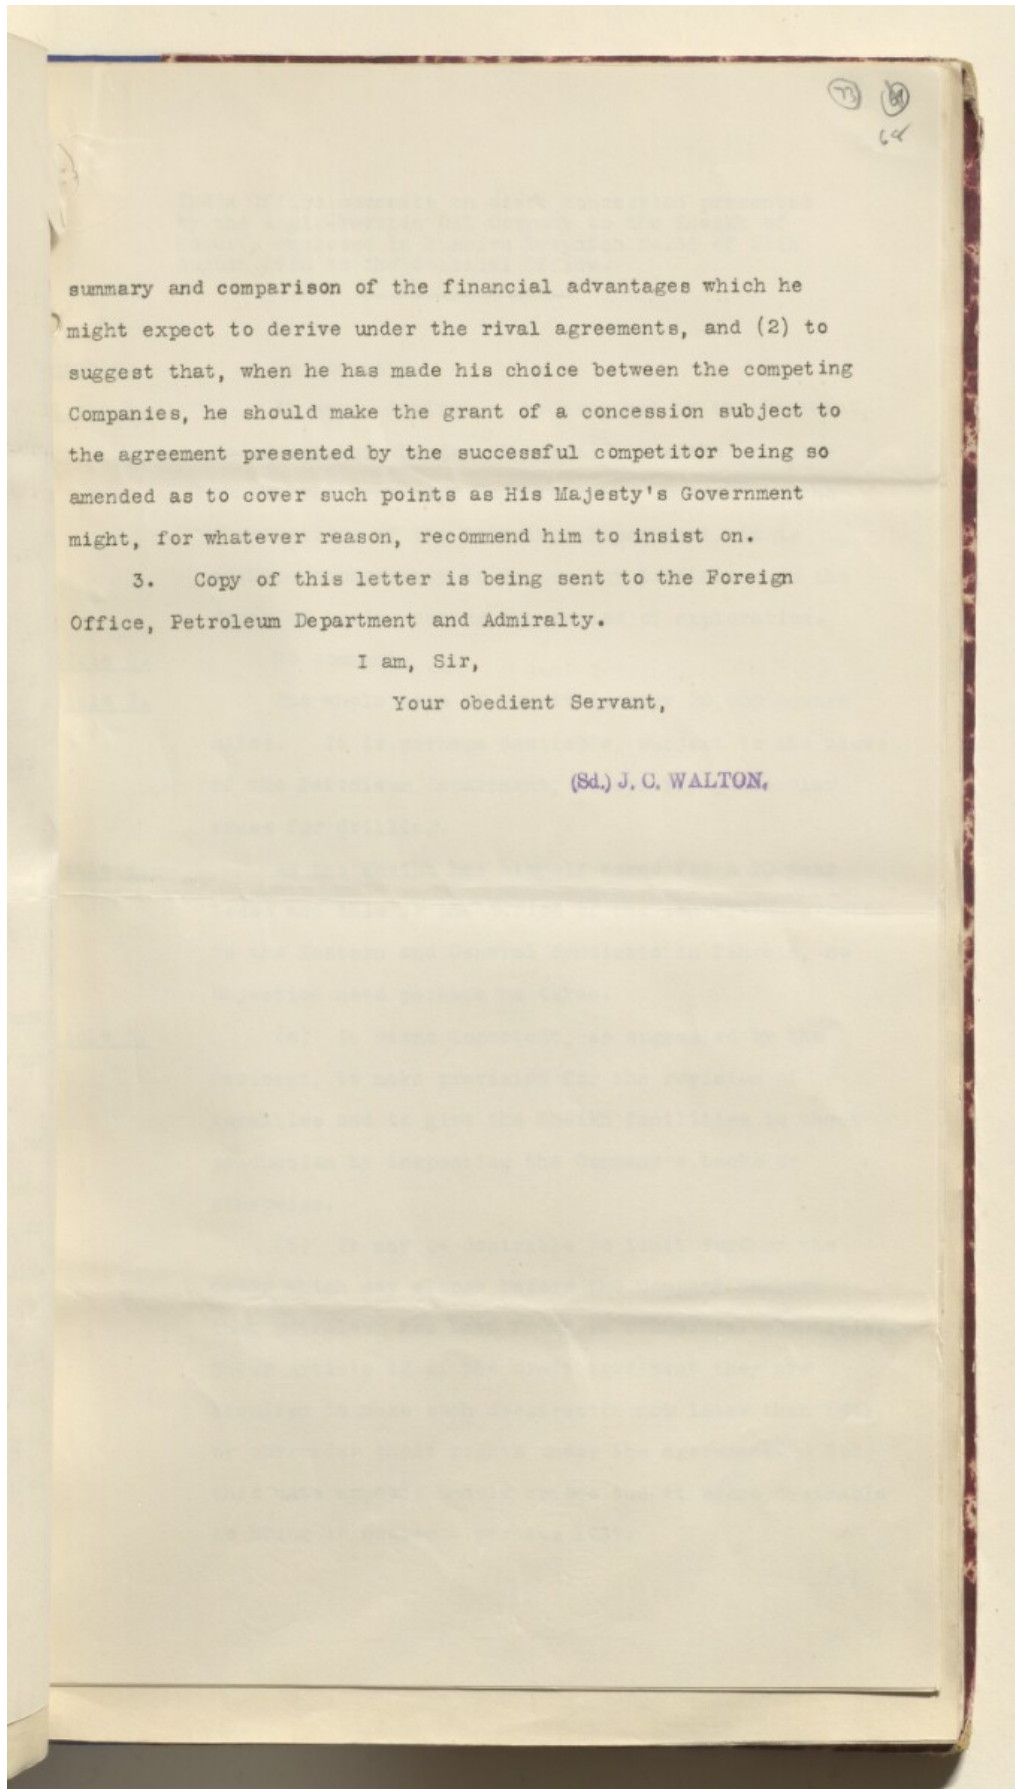 73
68
summary and comparison of the financial advantages which he
might expect to derive under the rival agreements, and (2) to
suggest that, when he has made his choice between the competing
Companies, he should make the grant of a concession subject to
the agreement presented by the successful competitor being so
amended as to cover such points as His Majesty's Government
might, for whatever reason, recommend him to insist on.
3. Copy of this letter is being sent to the Foreign
Office, Petroleum Department and Admiralty.
I am, Sir,
Your obedient Servant,
(Sd.) J. C. WALTON.